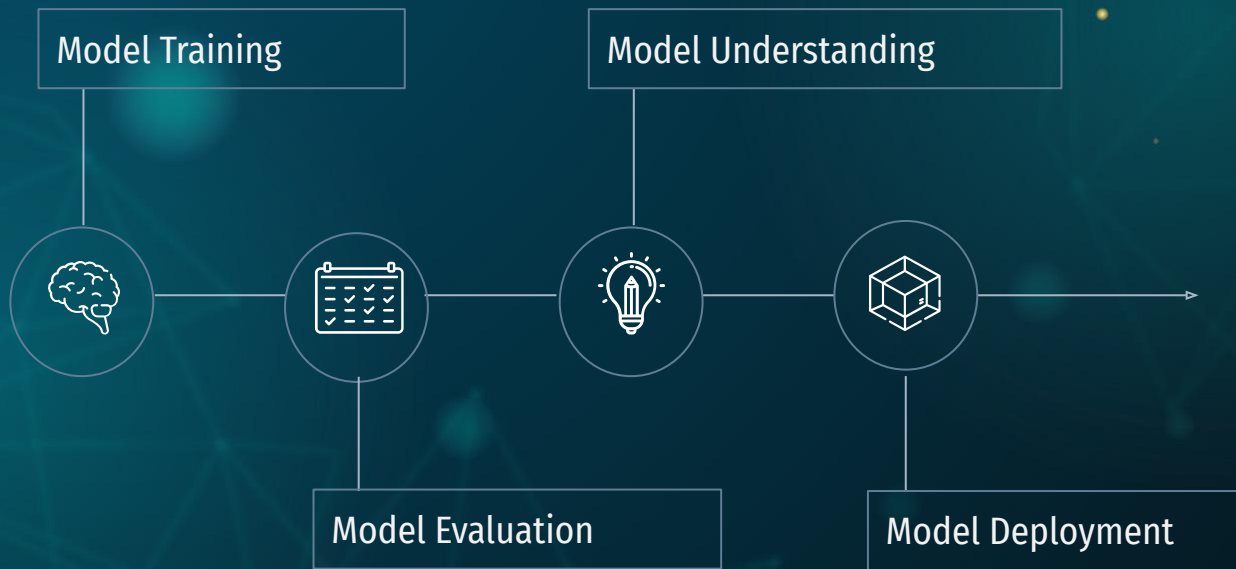 Model Training
Model Understanding
Model Evaluation
Model Deployment